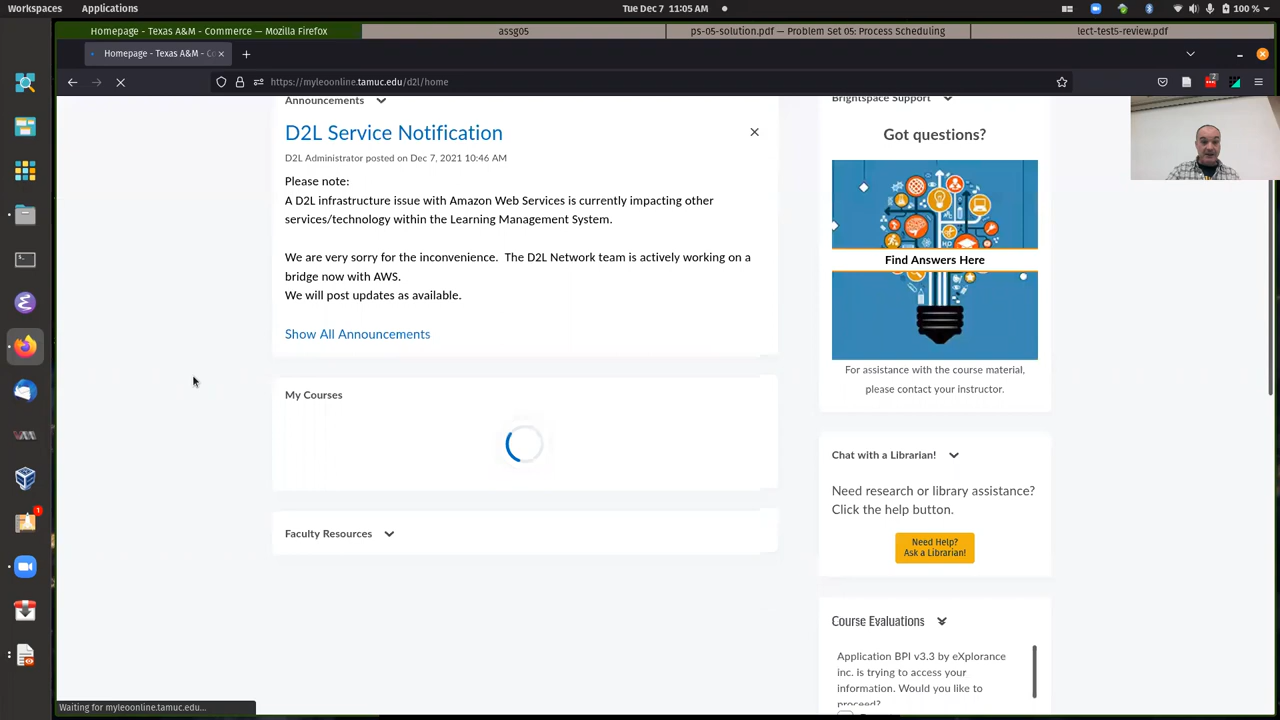 Workspaces Applications Tue Dec 7 11:05 AM 100 %
Homepage - Texas A&M - Commerce — Mozilla Firefox assg05 ps-05-solution.pdf — Problem Set 05: Process Scheduling lect-test5-review.pdf
Homepage - Texas A&M - Co
https://myleoonline.tamuc.edu/d2l/home
Announcements
D2L Service Notification
D2L Administrator posted on Dec 7, 2021 10:46 AM
Please note:
A D2L infrastructure issue with Amazon Web Services is currently impacting other
services/technology within the Learning Management System.
We are very sorry for the inconvenience. The D2L Network team is actively working on a
bridge now with AWS.
We will post updates as available.
Show All Announcements
My Courses
Faculty Resources
Brightspace Support
Got questions?
Find Answers Here
For assistance with the course material,
please contact your instructor.
Chat with a Librarian!
Need research or library assistance?
Click the help button.
Need Help?
Ask a Librarian!
Course Evaluations
Application BPI v3.3 by eXplorance
inc. is trying to access your
information. Would you like to
proceed?
1
Waiting for myleoonline.tamuc.edu...